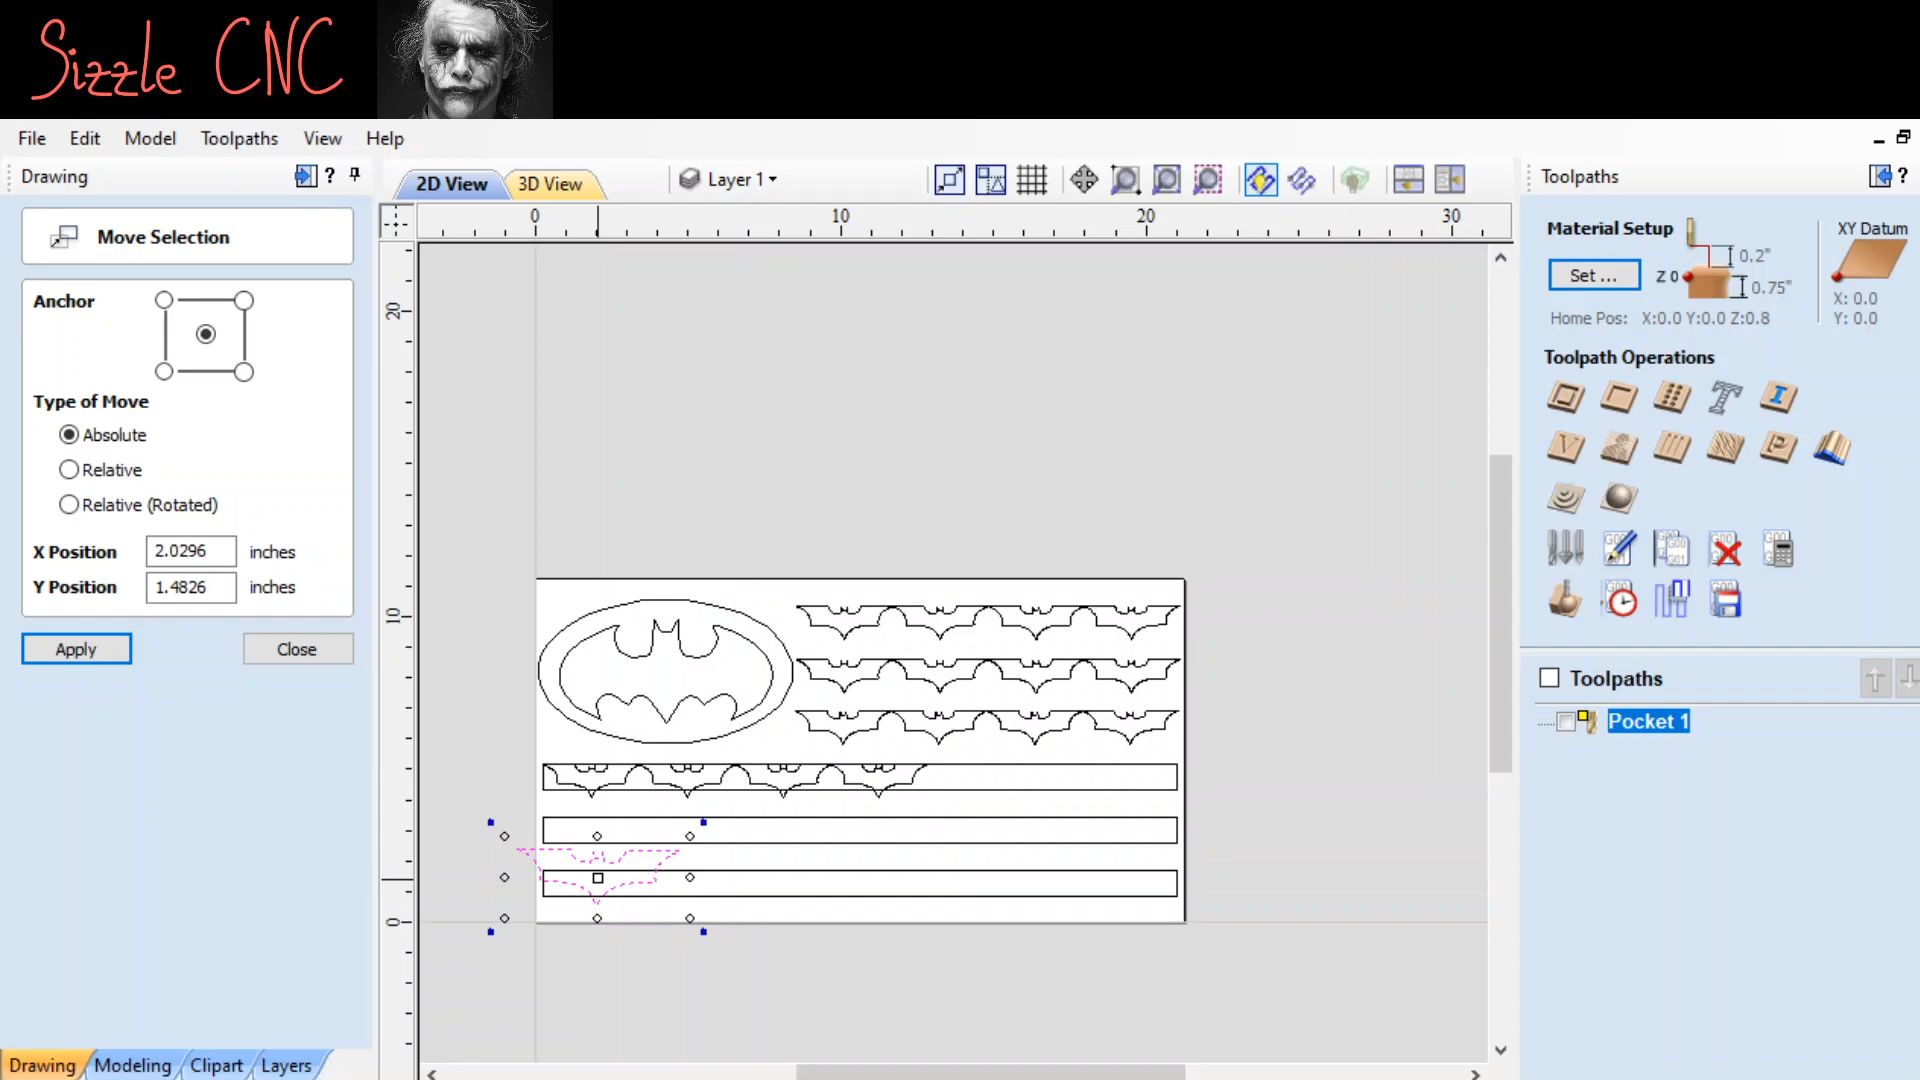 Sizzle CNC
File Edit Model Toolpaths View Help
Drawing ?
Move Selection
Anchor
Type of Move
Absolute
Relative
Relative (Rotated)
X Position 2.0296 inches
Y Position 1.4826 inches
Apply Close
Drawing Modeling Clipart Layers
2D View 3D View Layer 1
0 10 20 30
20
10
0
Toolpaths ?
Material Setup
Set ...
Z 0
0.2"
0.75"
XY Datum
X: 0.0
Y: 0.0
Home Pos: X:0.0 Y:0.0 Z:0.8
Toolpath Operations
Toolpaths
Pocket 1